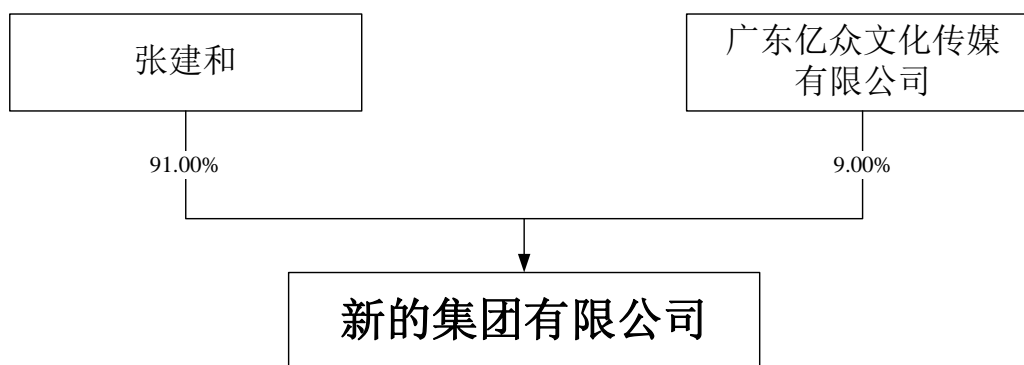 张建和
广东亿众文化传媒
有限公司
91.00%
9.00%
新的集团有限公司